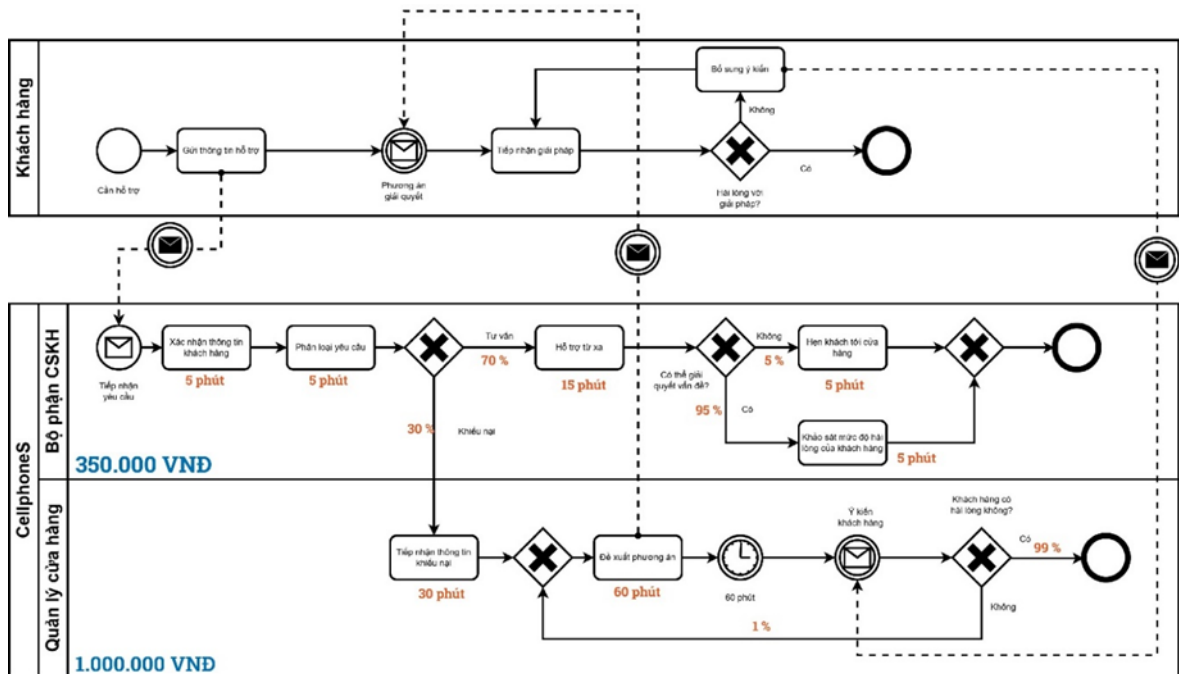 Khách hàng
Cần hỗ trợ
Gửi thông tin hỗ trợ
Phương án
giải quyết
Tiếp nhận giải pháp
Bổ sung ý kiến
Không
Hài lòng với
giải pháp?
Có
CellphoneS
Bộ phận CSKH
Tiếp nhận
yêu cầu
Xác nhận thông tin
khách hàng
5 phút
Phân loại yêu cầu
5 phút
Tư vấn
70 %
30 %
Khiếu nại
Hỗ trợ từ xa
15 phút
Có thể giải
quyết vấn đề?
Không
5 %
95 %
Có
Hẹn khách tới cửa
hàng
5 phút
Khảo sát mức độ hài
lòng của khách hàng
5 phút
350.000 VNĐ
Quản lý cửa hàng
Tiếp nhận thông tin
khiếu nại
30 phút
Đề xuất phương án
60 phút
60 phút
Ý kiến
khách hàng
Khách hàng có
hài lòng không?
Có
99 %
Không
1 %
1.000.000 VNĐ